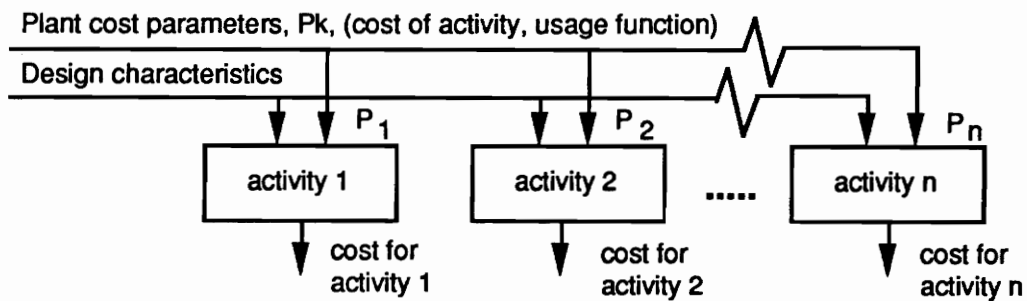 Plant cost parameters, Pk, (cost of activity, usage function)
Design characteristics
P1
P2
Pn
activity 1
activity 2
.....
activity n
cost for
activity 1
cost for
activity 2
cost for
activity n